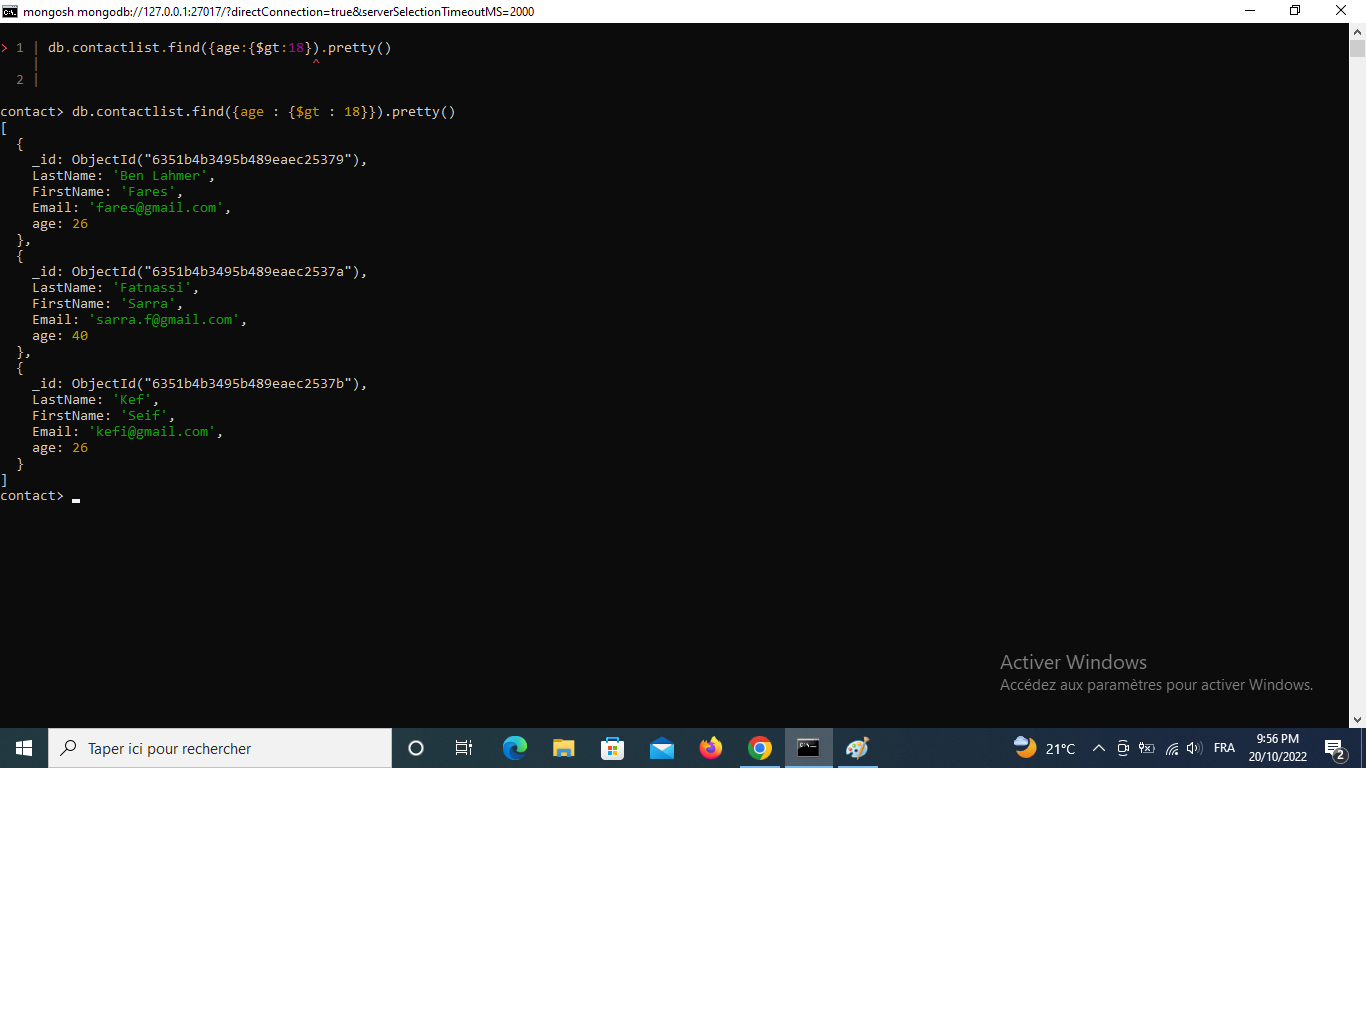 mongosh mongodb://127.0.0.1:27017/?directConnection=true&serverSelectionTimeoutMS=2000
> 1 | db.contactlist.find({age:{$gt:18}).pretty()
| ^
2 |
contact> db.contactlist.find({age : {$gt : 18}}).pretty()
[
{
_id: ObjectId("6351b4b3495b489eaec25379"),
LastName: 'Ben Lahmer',
FirstName: 'Fares',
Email: 'fares@gmail.com',
age: 26
},
{
_id: ObjectId("6351b4b3495b489eaec2537a"),
LastName: 'Fatnassi',
FirstName: 'Sarra',
Email: 'sarra.f@gmail.com',
age: 40
},
{
_id: ObjectId("6351b4b3495b489eaec2537b"),
LastName: 'Kef',
FirstName: 'Seif',
Email: 'kefi@gmail.com',
age: 26
}
]
contact>
Activer Windows
Accédez aux paramètres pour activer Windows.
Taper ici pour rechercher
21°C
FRA
9:56 PM
20/10/2022
2